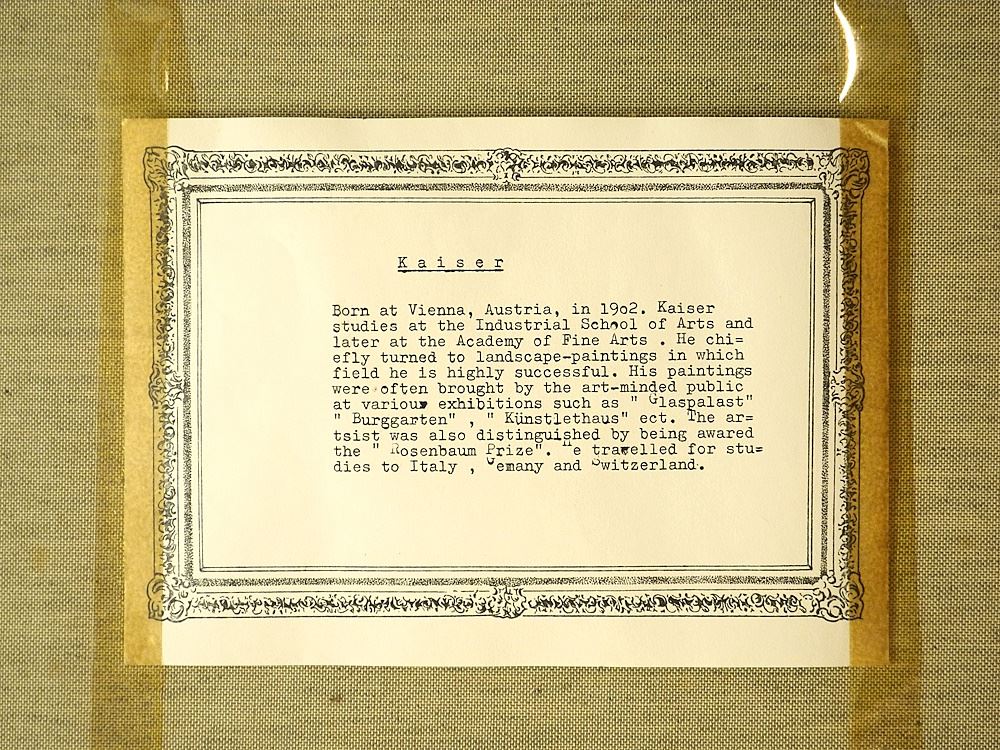 K a i s e r
Born at Vienna, Austria, in 19o2. Kaiser
studies at the Industrial School of Arts and
later at the Academy of Fine Arts . He chi=
efly turned to landscape-paintings in which
field he is highly successful. His paintings
were often brought by the art-minded public
at various exhibitions such as " Glaspalast"
" Burggarten" , " Künstlethaus" ect. The ar=
tsist was also distinguished by being awared
the " Rosenbaum Prize". He travelled for stu=
dies to Italy , Gemany and Switzerland.